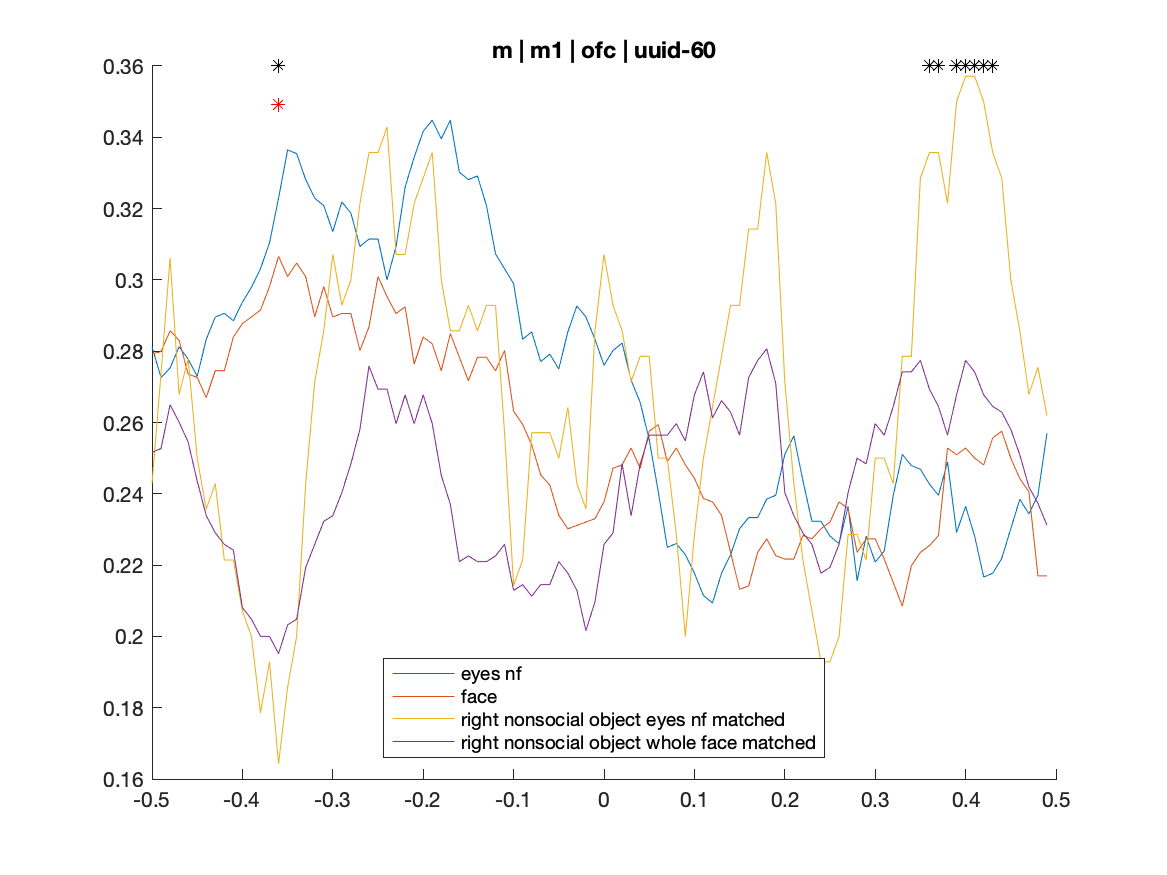 m | m1 | ofc | uuid-60
0.36
0.34
0.32
0.3
0.28
0.26
0.24
0.22
0.2
0.18
0.16
eyes nf
face
right nonsocial object eyes nf matched
right nonsocial object whole face matched
-0.5 -0.4 -0.3 -0.2 -0.1 0 0.1 0.2 0.3 0.4 0.5